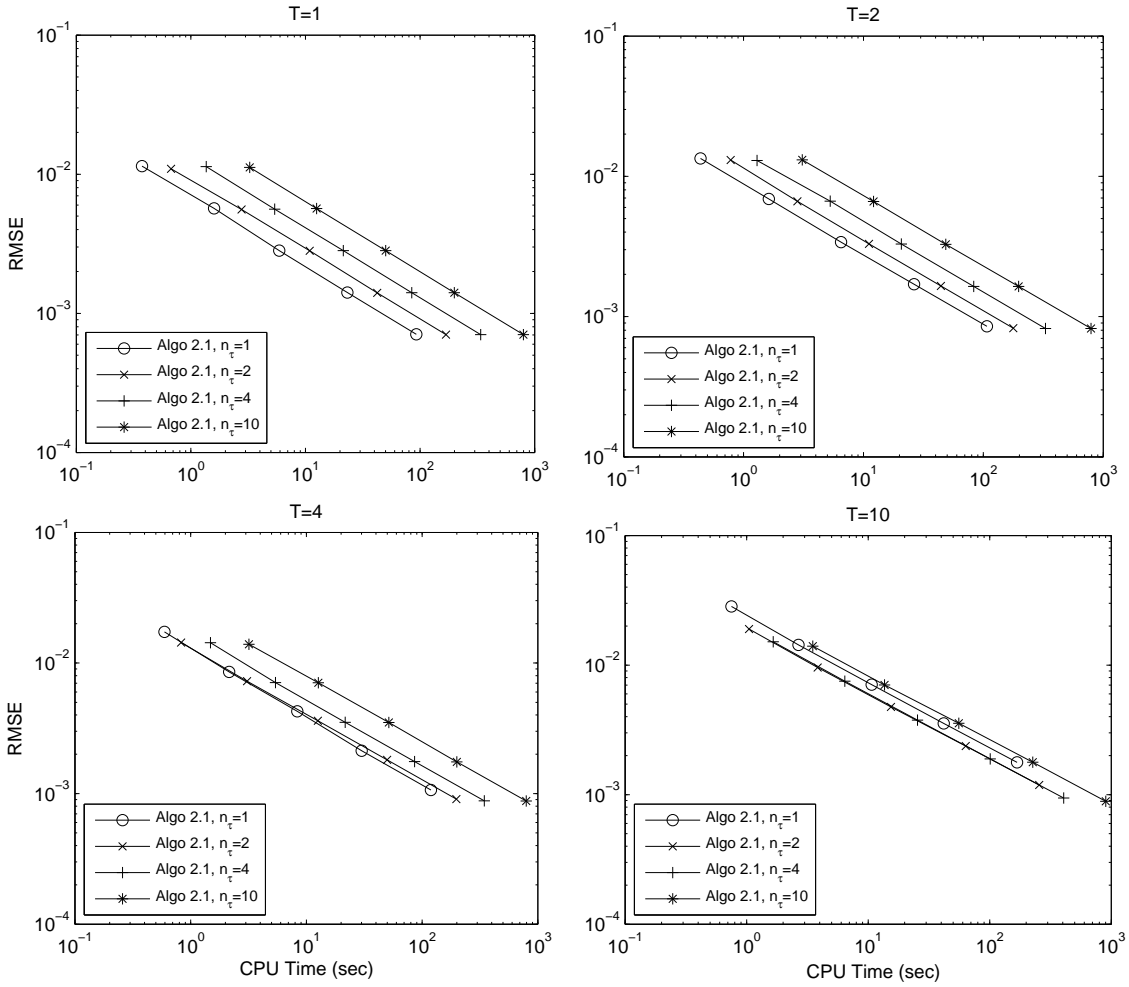 T=1
10^−1
10^−2
10^−3
10^−4
RMSE
Algo 2.1, n_τ=1
Algo 2.1, n_τ=2
Algo 2.1, n_τ=4
Algo 2.1, n_τ=10
10^−1
10^0
10^1
10^2
10^3
T=2
10^−1
10^−2
10^−3
10^−4
Algo 2.1, n_τ=1
Algo 2.1, n_τ=2
Algo 2.1, n_τ=4
Algo 2.1, n_τ=10
10^−1
10^0
10^1
10^2
10^3
T=4
10^−1
10^−2
10^−3
10^−4
RMSE
Algo 2.1, n_τ=1
Algo 2.1, n_τ=2
Algo 2.1, n_τ=4
Algo 2.1, n_τ=10
10^−1
10^0
10^1
10^2
10^3
CPU Time (sec)
T=10
10^−1
10^−2
10^−3
10^−4
Algo 2.1, n_τ=1
Algo 2.1, n_τ=2
Algo 2.1, n_τ=4
Algo 2.1, n_τ=10
10^−1
10^0
10^1
10^2
10^3
CPU Time (sec)